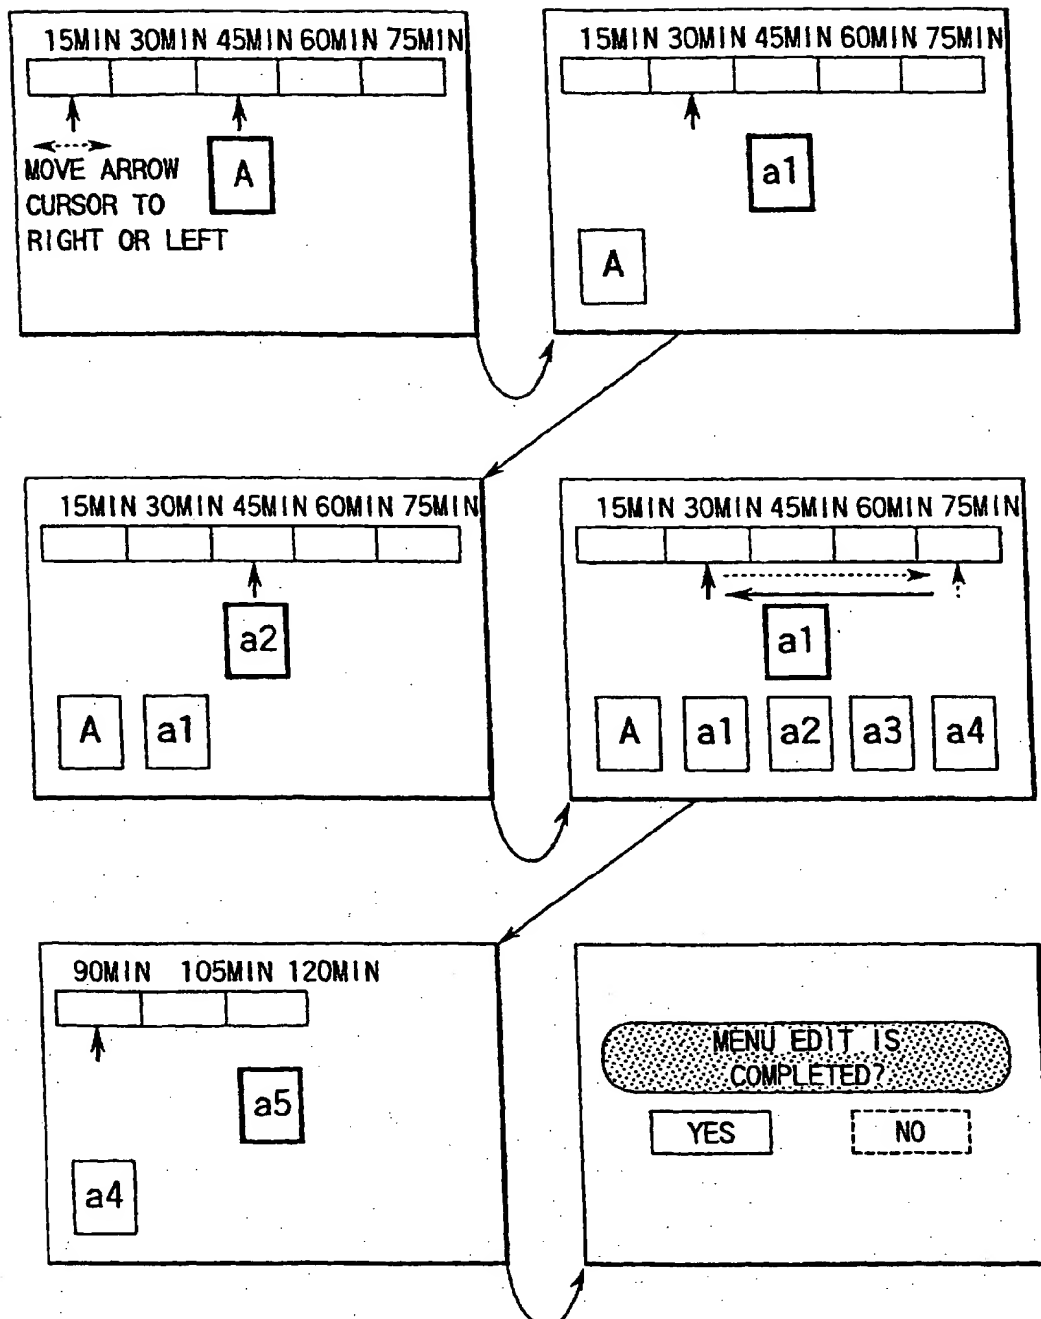 15MIN 30MIN 45MIN 60MIN 75MIN
MOVE ARROW
CURSOR TO
RIGHT OR LEFT
A
15MIN 30MIN 45MIN 60MIN 75MIN
a1
A
15MIN 30MIN 45MIN 60MIN 75MIN
a2
A a1
15MIN 30MIN 45MIN 60MIN 75MIN
a1
A a1 a2 a3 a4
90MIN 105MIN 120MIN
a5
a4
MENU EDIT IS
COMPLETED?
YES NO